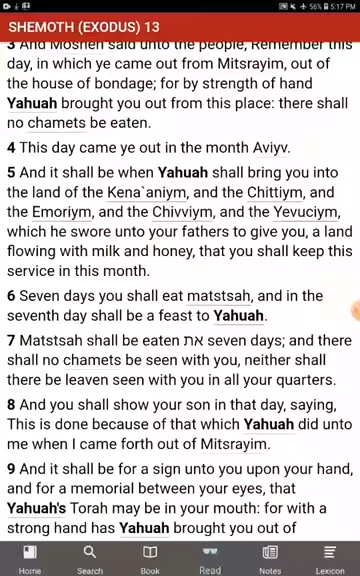 56% 5:17 PM
SHEMOTH (EXODUS) 13
3 And Mosheh said unto the people, Remember this
day, in which ye came out from Mitsrayim, out of
the house of bondage; for by strength of hand
Yahuah brought you out from this place: there shall
no chamets be eaten.
4 This day came ye out in the month Aviyv.
5 And it shall be when Yahuah shall bring you into
the land of the Kena`aniym, and the Chittiym, and
the Emoriym, and the Chivviym, and the Yevuciym,
which he swore unto your fathers to give you, a land
flowing with milk and honey, that you shall keep this
service in this month.
6 Seven days you shall eat matstsah, and in the
seventh day shall be a feast to Yahuah.
7 Matstsah shall be eaten את seven days; and there
shall no chamets be seen with you, neither shall
there be leaven seen with you in all your quarters.
8 And you shall show your son in that day, saying,
This is done because of that which Yahuah did unto
me when I came forth out of Mitsrayim.
9 And it shall be for a sign unto you upon your hand,
and for a memorial between your eyes, that
Yahuah's Torah may be in your mouth: for with a
strong hand has Yahuah brought you out of
Home Search Book Read Notes Lexicon